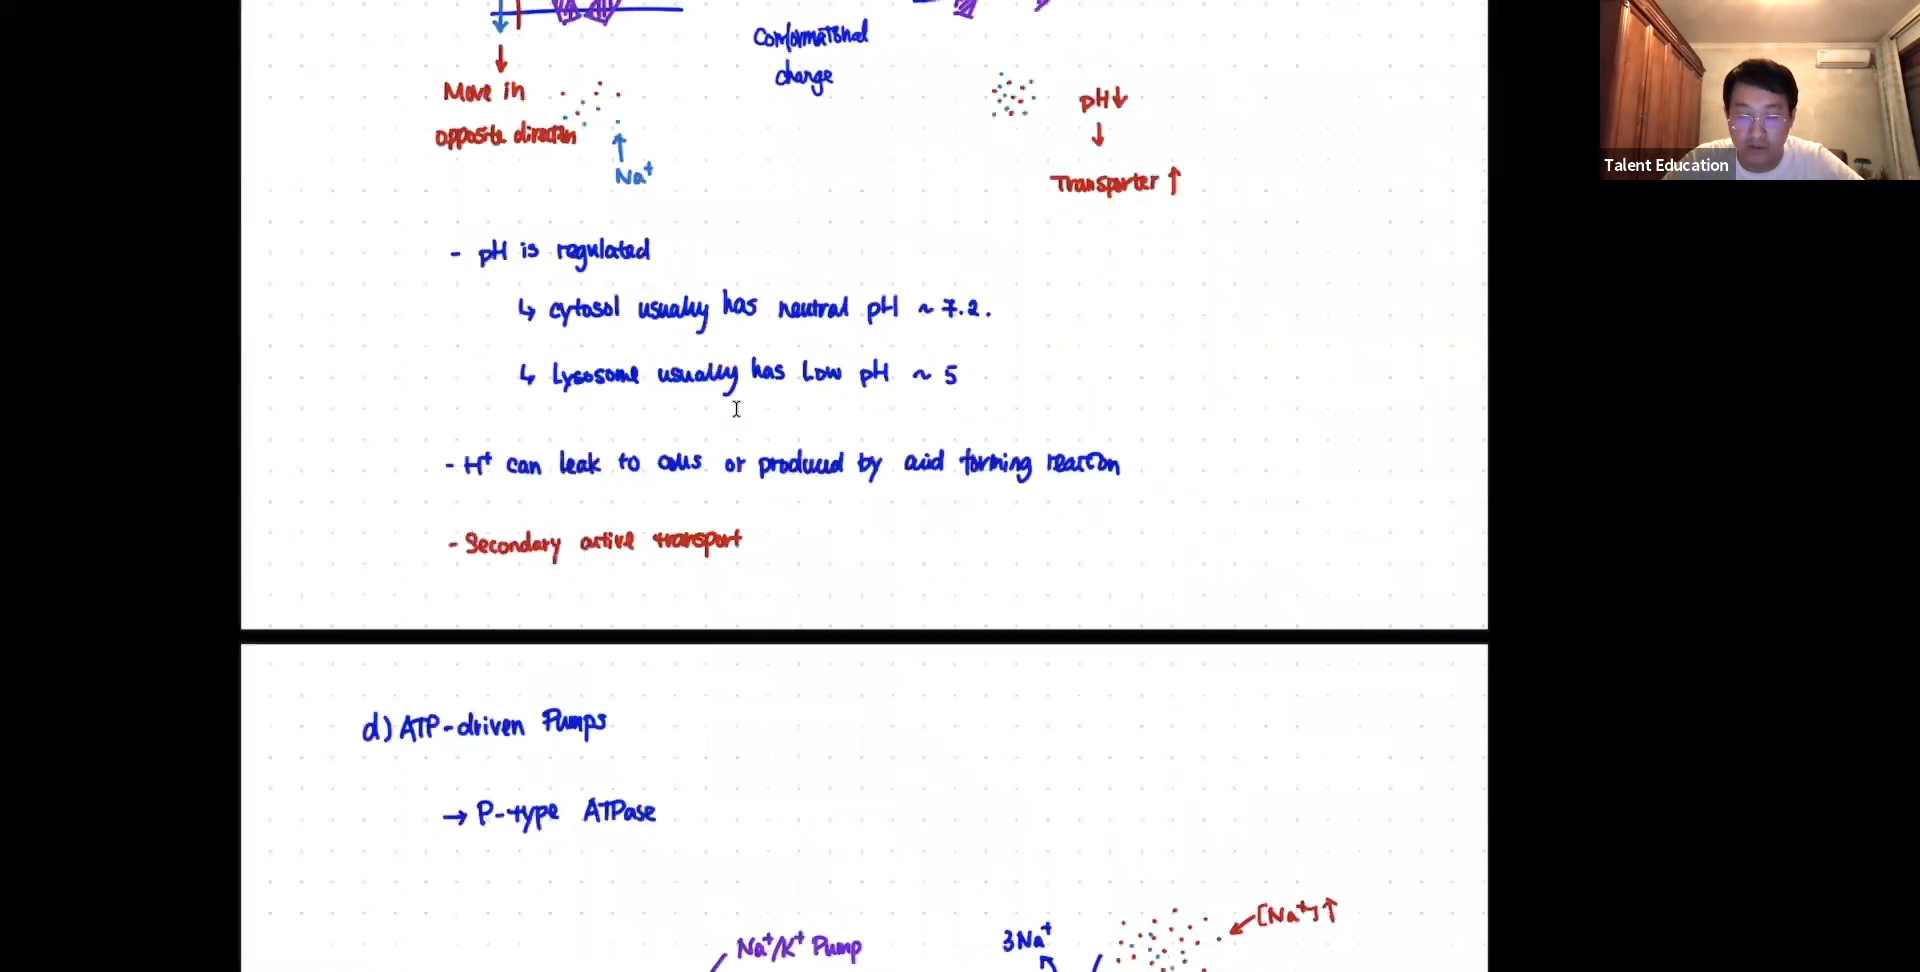 Conformational
change
Move in
opposite direction
Na⁺
pH↓
↓
Transporter ↑
Talent Education
- pH is regulated
↳ cytosol usually has neutral pH ~ 7.2.
↳ Lysosome usually has Low pH ~ 5
- H⁺ can leak to cells or produced by acid forming reaction
- Secondary active transport
d) ATP-driven Pumps
→ P-type ATPase
Na⁺/K⁺ Pump
3Na⁺
[Na⁺]↑